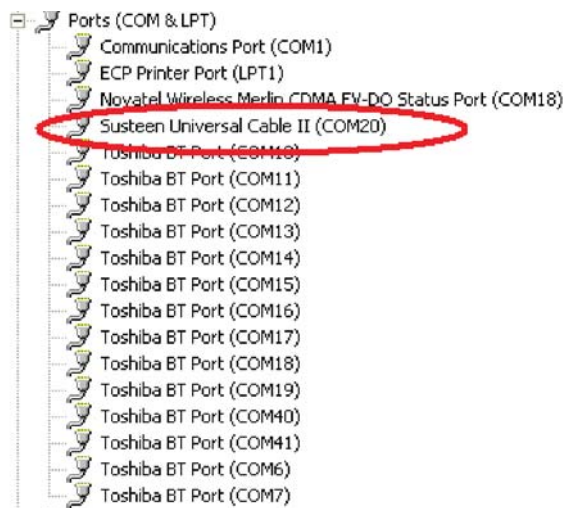 Ports (COM & LPT)
Communications Port (COM1)
ECP Printer Port (LPT1)
Novatel Wireless Merlin CDMA EV-DO Status Port (COM18)
Susteen Universal Cable II (COM20)
Toshiba BT Port (COM10)
Toshiba BT Port (COM11)
Toshiba BT Port (COM12)
Toshiba BT Port (COM13)
Toshiba BT Port (COM14)
Toshiba BT Port (COM15)
Toshiba BT Port (COM16)
Toshiba BT Port (COM17)
Toshiba BT Port (COM18)
Toshiba BT Port (COM19)
Toshiba BT Port (COM40)
Toshiba BT Port (COM41)
Toshiba BT Port (COM6)
Toshiba BT Port (COM7)